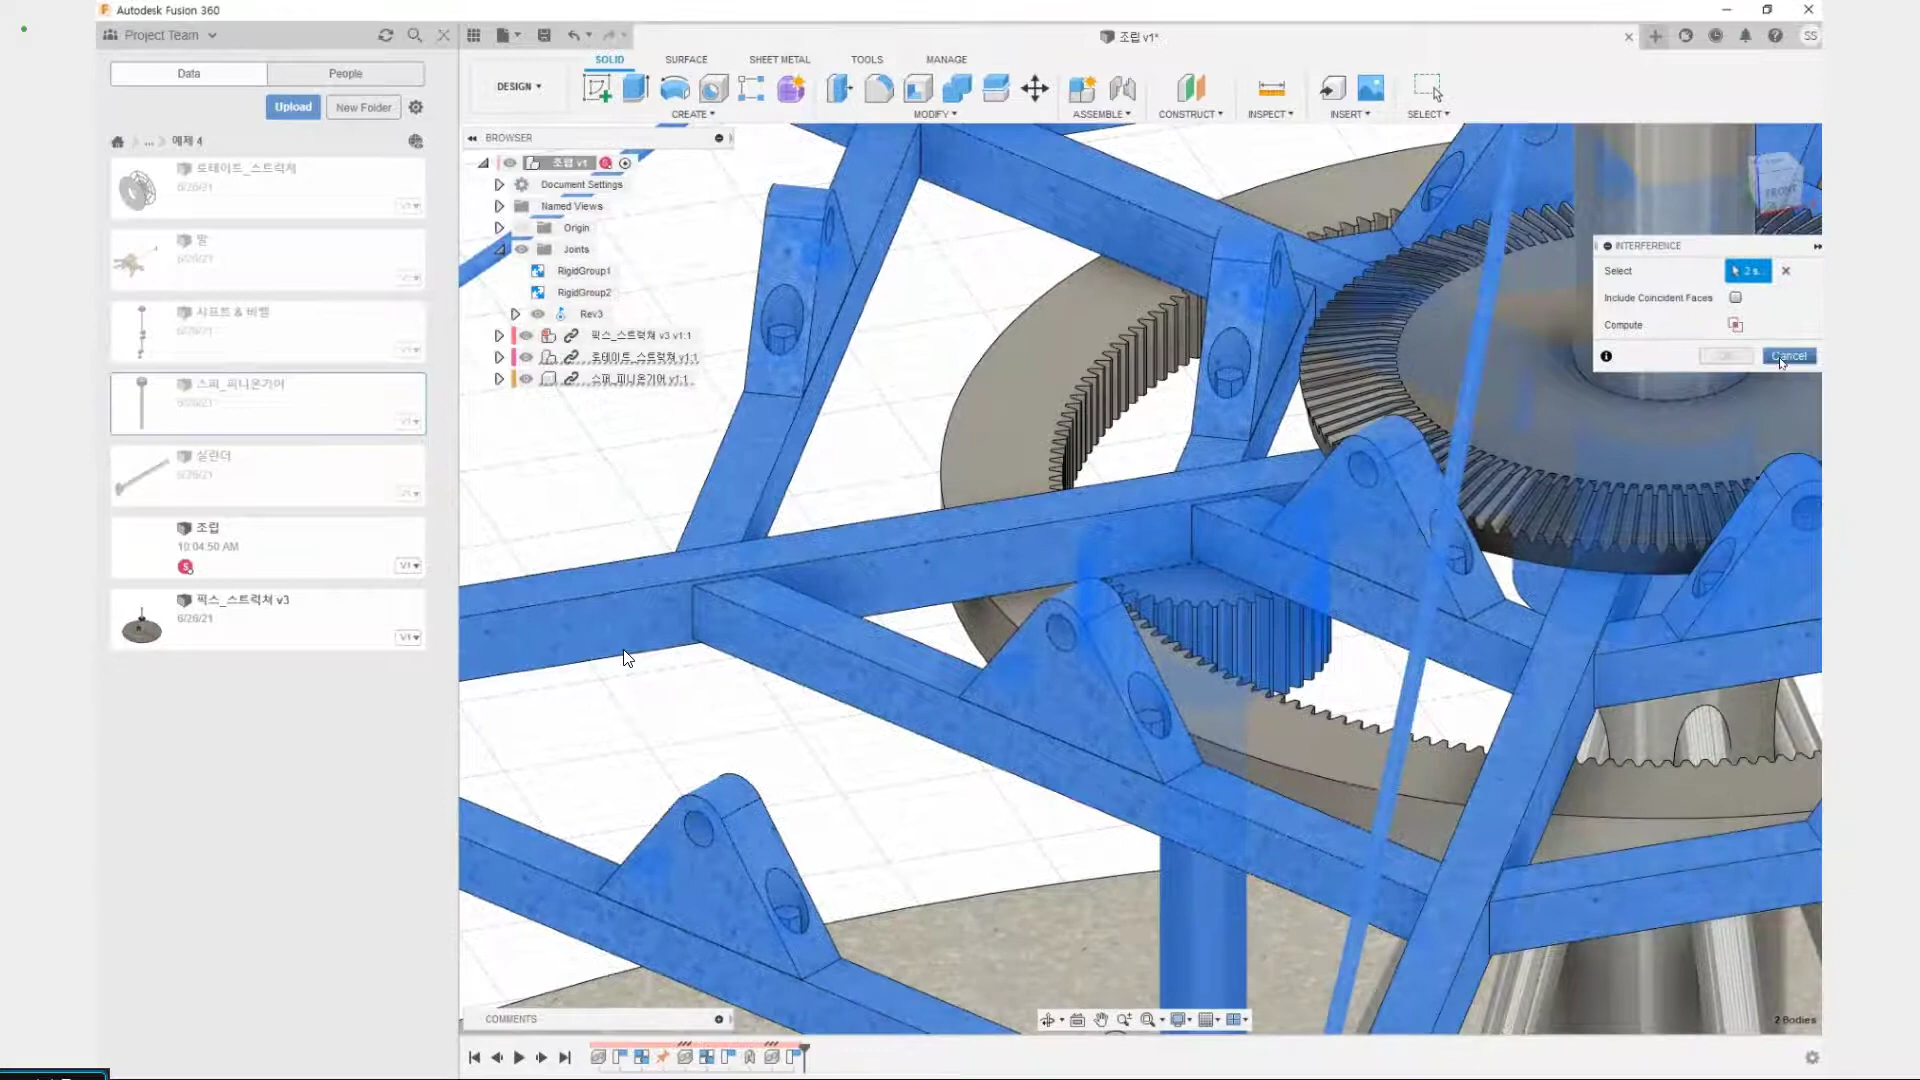 Autodesk Fusion 360
Project Team
조립 v1*
SS
Data
People
Upload
New Folder
... 예제 4
로테이트_스트럭쳐
6/26/21
발
6/26/21
샤프트 & 비벨
6/26/21
스퍼_피니온기어
6/26/21
실린더
6/26/21
조립
10:04:50 AM
S
V1
픽스_스트럭쳐 v3
6/26/21
V1
DESIGN
SOLID
SURFACE
SHEET METAL
TOOLS
MANAGE
CREATE
MODIFY
ASSEMBLE
CONSTRUCT
INSPECT
INSERT
SELECT
BROWSER
조립 v1
Document Settings
Named Views
Origin
Joints
RigidGroup1
RigidGroup2
Rev3
픽스_스트럭쳐 v3 v1:1
로테이트_스트럭쳐 v1:1
스퍼_피니온기어 v1:1
FRONT
INTERFERENCE
Select
2 s...
Include Coincident Faces
Compute
Cancel
COMMENTS
2 Bodies